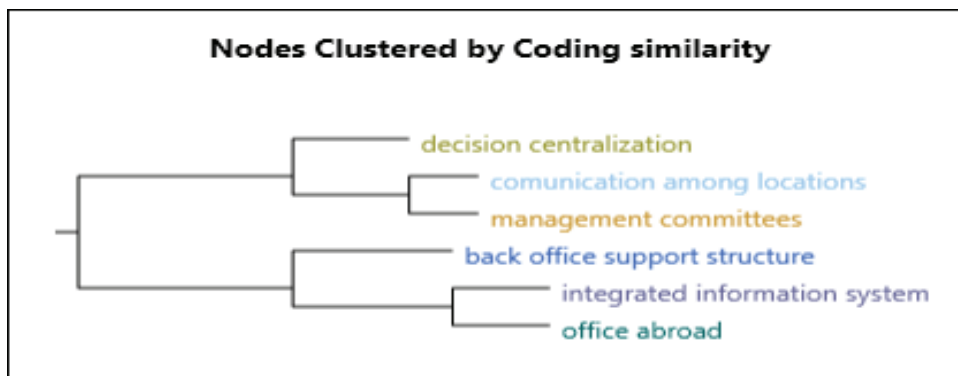 Nodes Clustered by Coding similarity
decision centralization
comunication among locations
management committees
back office support structure
integrated information system
office abroad